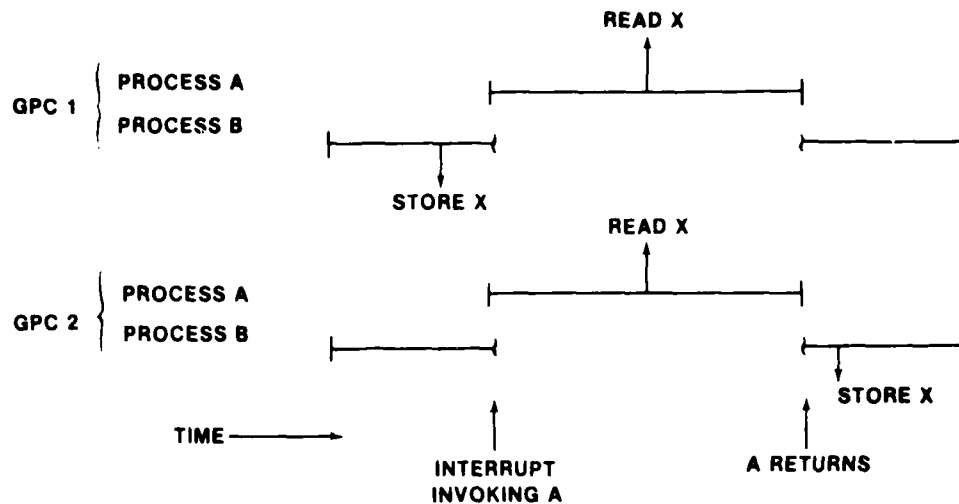 READ X
GPC 1
PROCESS A
PROCESS B
STORE X
READ X
GPC 2
PROCESS A
PROCESS B
STORE X
TIME
INTERRUPT
INVOKING A
A RETURNS